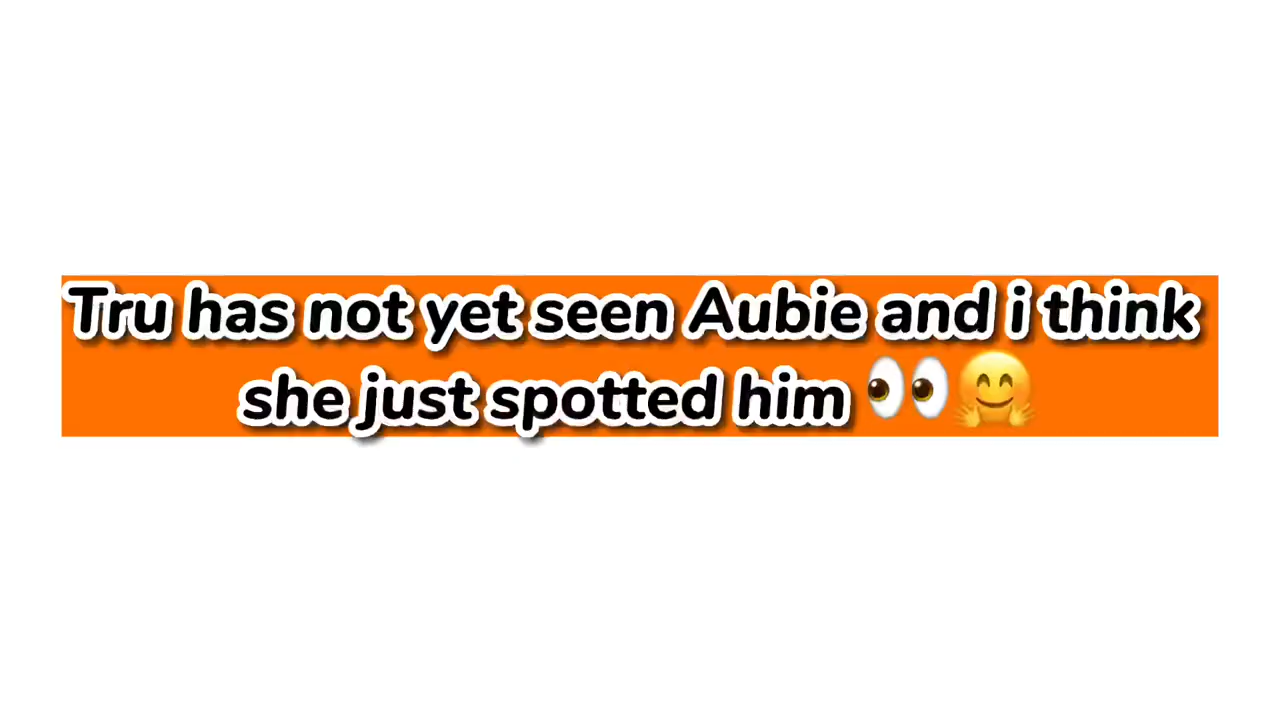 Tru has not yet seen Aubie and i think
she just spotted him 👀🤗